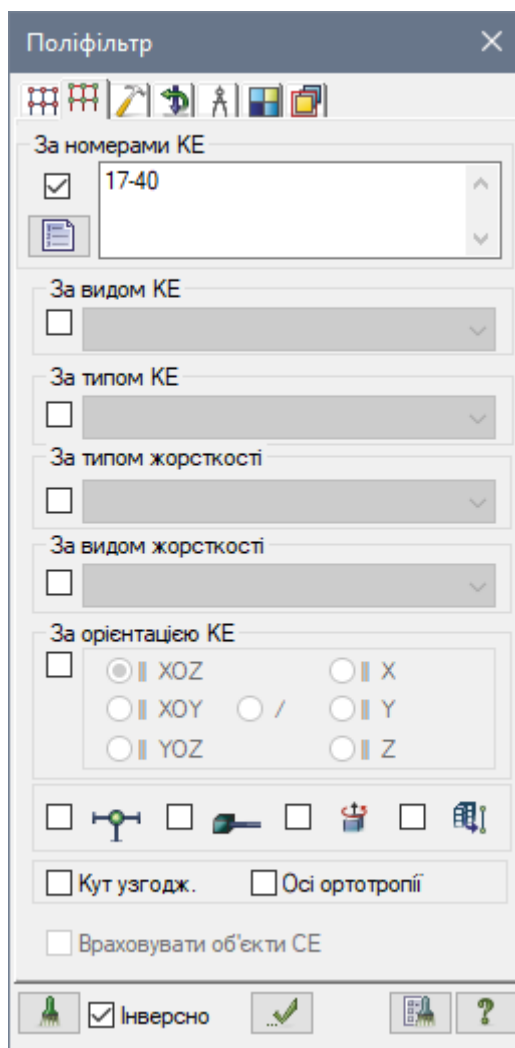 Поліфільтр
За номерами КЕ
17-40
За видом КЕ
За типом КЕ
За типом жорсткості
За видом жорсткості
За орієнтацією КЕ
XOZ X
XOY / Y
YOZ Z
Кут узгодж. Осі ортотропії
Враховувати об'єкти СЕ
Інверсно ?